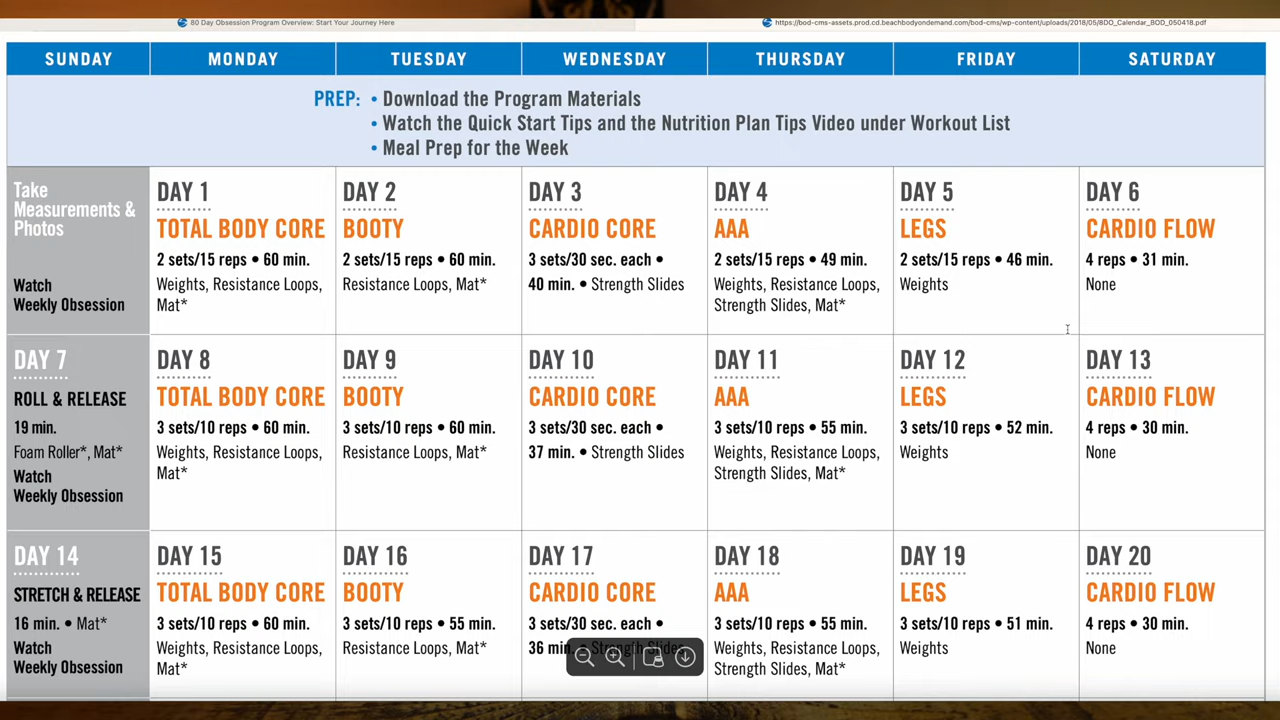 80 Day Obsession Program Overview: Start Your Journey Here
https://bod-cms-assets.prod.cd.beachbodyondemand.com/bod-cms/wp-content/uploads/2018/05/8DO_Calendar_BOD_050418.pdf
SUNDAY
MONDAY
TUESDAY
WEDNESDAY
THURSDAY
FRIDAY
SATURDAY
PREP: • Download the Program Materials
• Watch the Quick Start Tips and the Nutrition Plan Tips Video under Workout List
• Meal Prep for the Week
Take
Measurements &
Photos
Watch
Weekly Obsession
DAY 1
TOTAL BODY CORE
2 sets/15 reps • 60 min.
Weights, Resistance Loops,
Mat*
DAY 2
BOOTY
2 sets/15 reps • 60 min.
Resistance Loops, Mat*
DAY 3
CARDIO CORE
3 sets/30 sec. each •
40 min. • Strength Slides
DAY 4
AAA
2 sets/15 reps • 49 min.
Weights, Resistance Loops,
Strength Slides, Mat*
DAY 5
LEGS
2 sets/15 reps • 46 min.
Weights
DAY 6
CARDIO FLOW
4 reps • 31 min.
None
DAY 7
ROLL & RELEASE
19 min.
Foam Roller*, Mat*
Watch
Weekly Obsession
DAY 8
TOTAL BODY CORE
3 sets/10 reps • 60 min.
Weights, Resistance Loops,
Mat*
DAY 9
BOOTY
3 sets/10 reps • 60 min.
Resistance Loops, Mat*
DAY 10
CARDIO CORE
3 sets/30 sec. each •
37 min. • Strength Slides
DAY 11
AAA
3 sets/10 reps • 55 min.
Weights, Resistance Loops,
Strength Slides, Mat*
DAY 12
LEGS
3 sets/10 reps • 52 min.
Weights
DAY 13
CARDIO FLOW
4 reps • 30 min.
None
DAY 14
STRETCH & RELEASE
16 min. • Mat*
Watch
Weekly Obsession
DAY 15
TOTAL BODY CORE
3 sets/10 reps • 60 min.
Weights, Resistance Loops,
Mat*
DAY 16
BOOTY
3 sets/10 reps • 55 min.
Resistance Loops, Mat*
DAY 17
CARDIO CORE
3 sets/30 sec. each •
36 min. • Strength Slides
DAY 18
AAA
3 sets/10 reps • 55 min.
Weights, Resistance Loops,
Strength Slides, Mat*
DAY 19
LEGS
3 sets/10 reps • 51 min.
Weights
DAY 20
CARDIO FLOW
4 reps • 30 min.
None